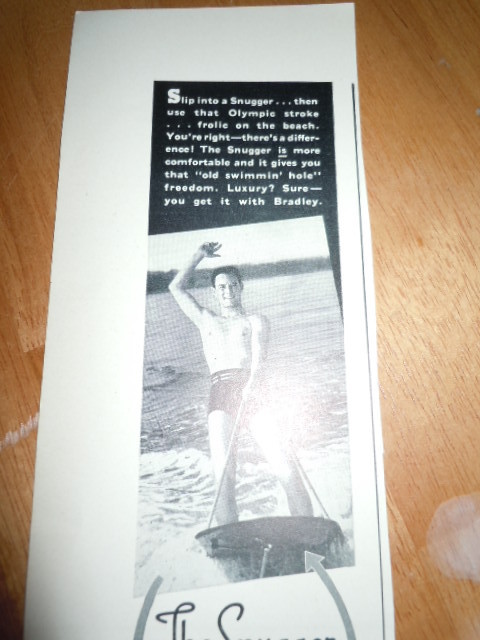 Slip into a Snugger . . . then
use that Olympic stroke
. . . frolic on the beach.
You're right—there's a differ-
ence! The Snugger is more
comfortable and it gives you
that "old swimmin' hole"
freedom. Luxury? Sure—
you get it with Bradley.
The Snugger